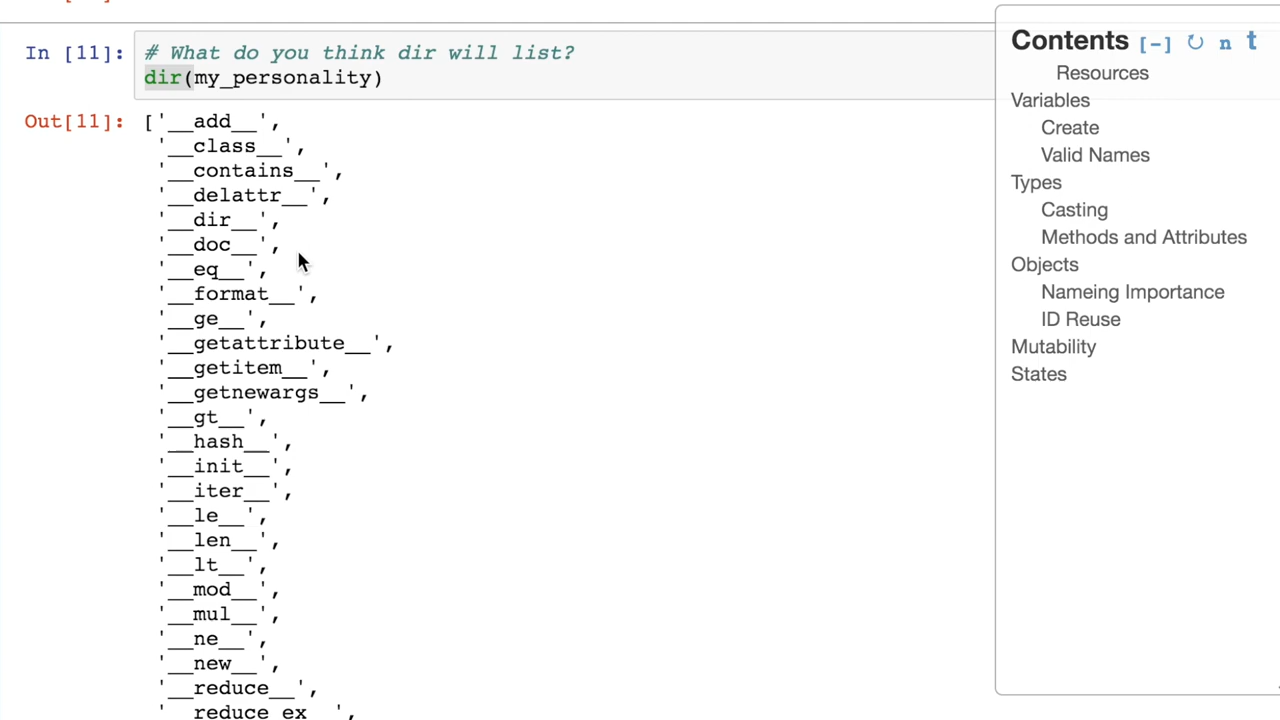 In [11]: # What do you think dir will list?
dir(my_personality)
Out[11]: ['__add__',
'__class__',
'__contains__',
'__delattr__',
'__dir__',
'__doc__',
'__eq__',
'__format__',
'__ge__',
'__getattribute__',
'__getitem__',
'__getnewargs__',
'__gt__',
'__hash__',
'__init__',
'__iter__',
'__le__',
'__len__',
'__lt__',
'__mod__',
'__mul__',
'__ne__',
'__new__',
'__reduce__',
'__reduce_ex__',
Contents [-] n t
Resources
Variables
Create
Valid Names
Types
Casting
Methods and Attributes
Objects
Nameing Importance
ID Reuse
Mutability
States